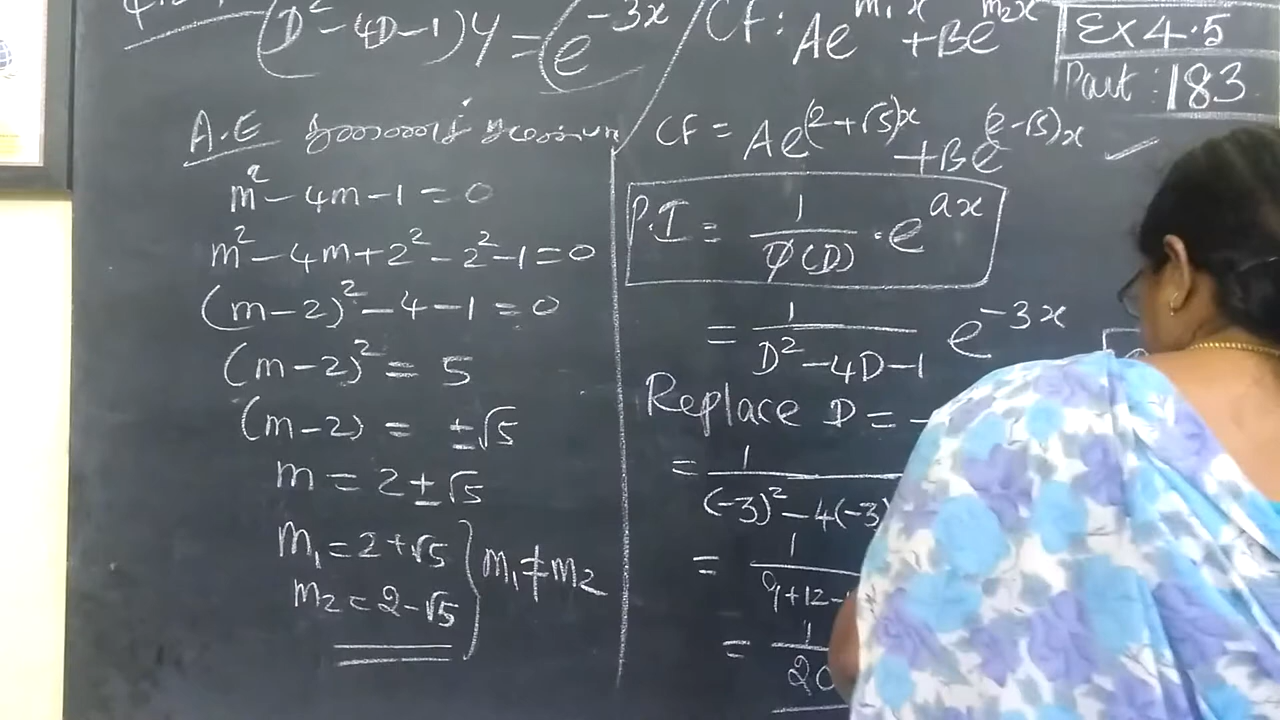 (D² - 4D - 1) y = e^{-3x}
CF: Ae^{m₁x} + Be^{m₂x}
Ex 4.5
Part: 183
A.E
m² - 4m - 1 = 0
m² - 4m + 2² - 2² - 1 = 0
(m - 2)² - 4 - 1 = 0
(m - 2)² = 5
(m - 2) = ±√5
m = 2 ± √5
m₁ = 2 + √5
m₂ = 2 - √5
m₁ ≠ m₂
CF = Ae^{(2 + √5)x} + Be^{(2 - √5)x} ✓
P.I = 1/φ(D) · e^{ax}
= 1/(D² - 4D - 1) e^{-3x}
Replace D = -
= 1/((-3)² - 4(-3)
= 1/(9 + 12 -
= 1/20